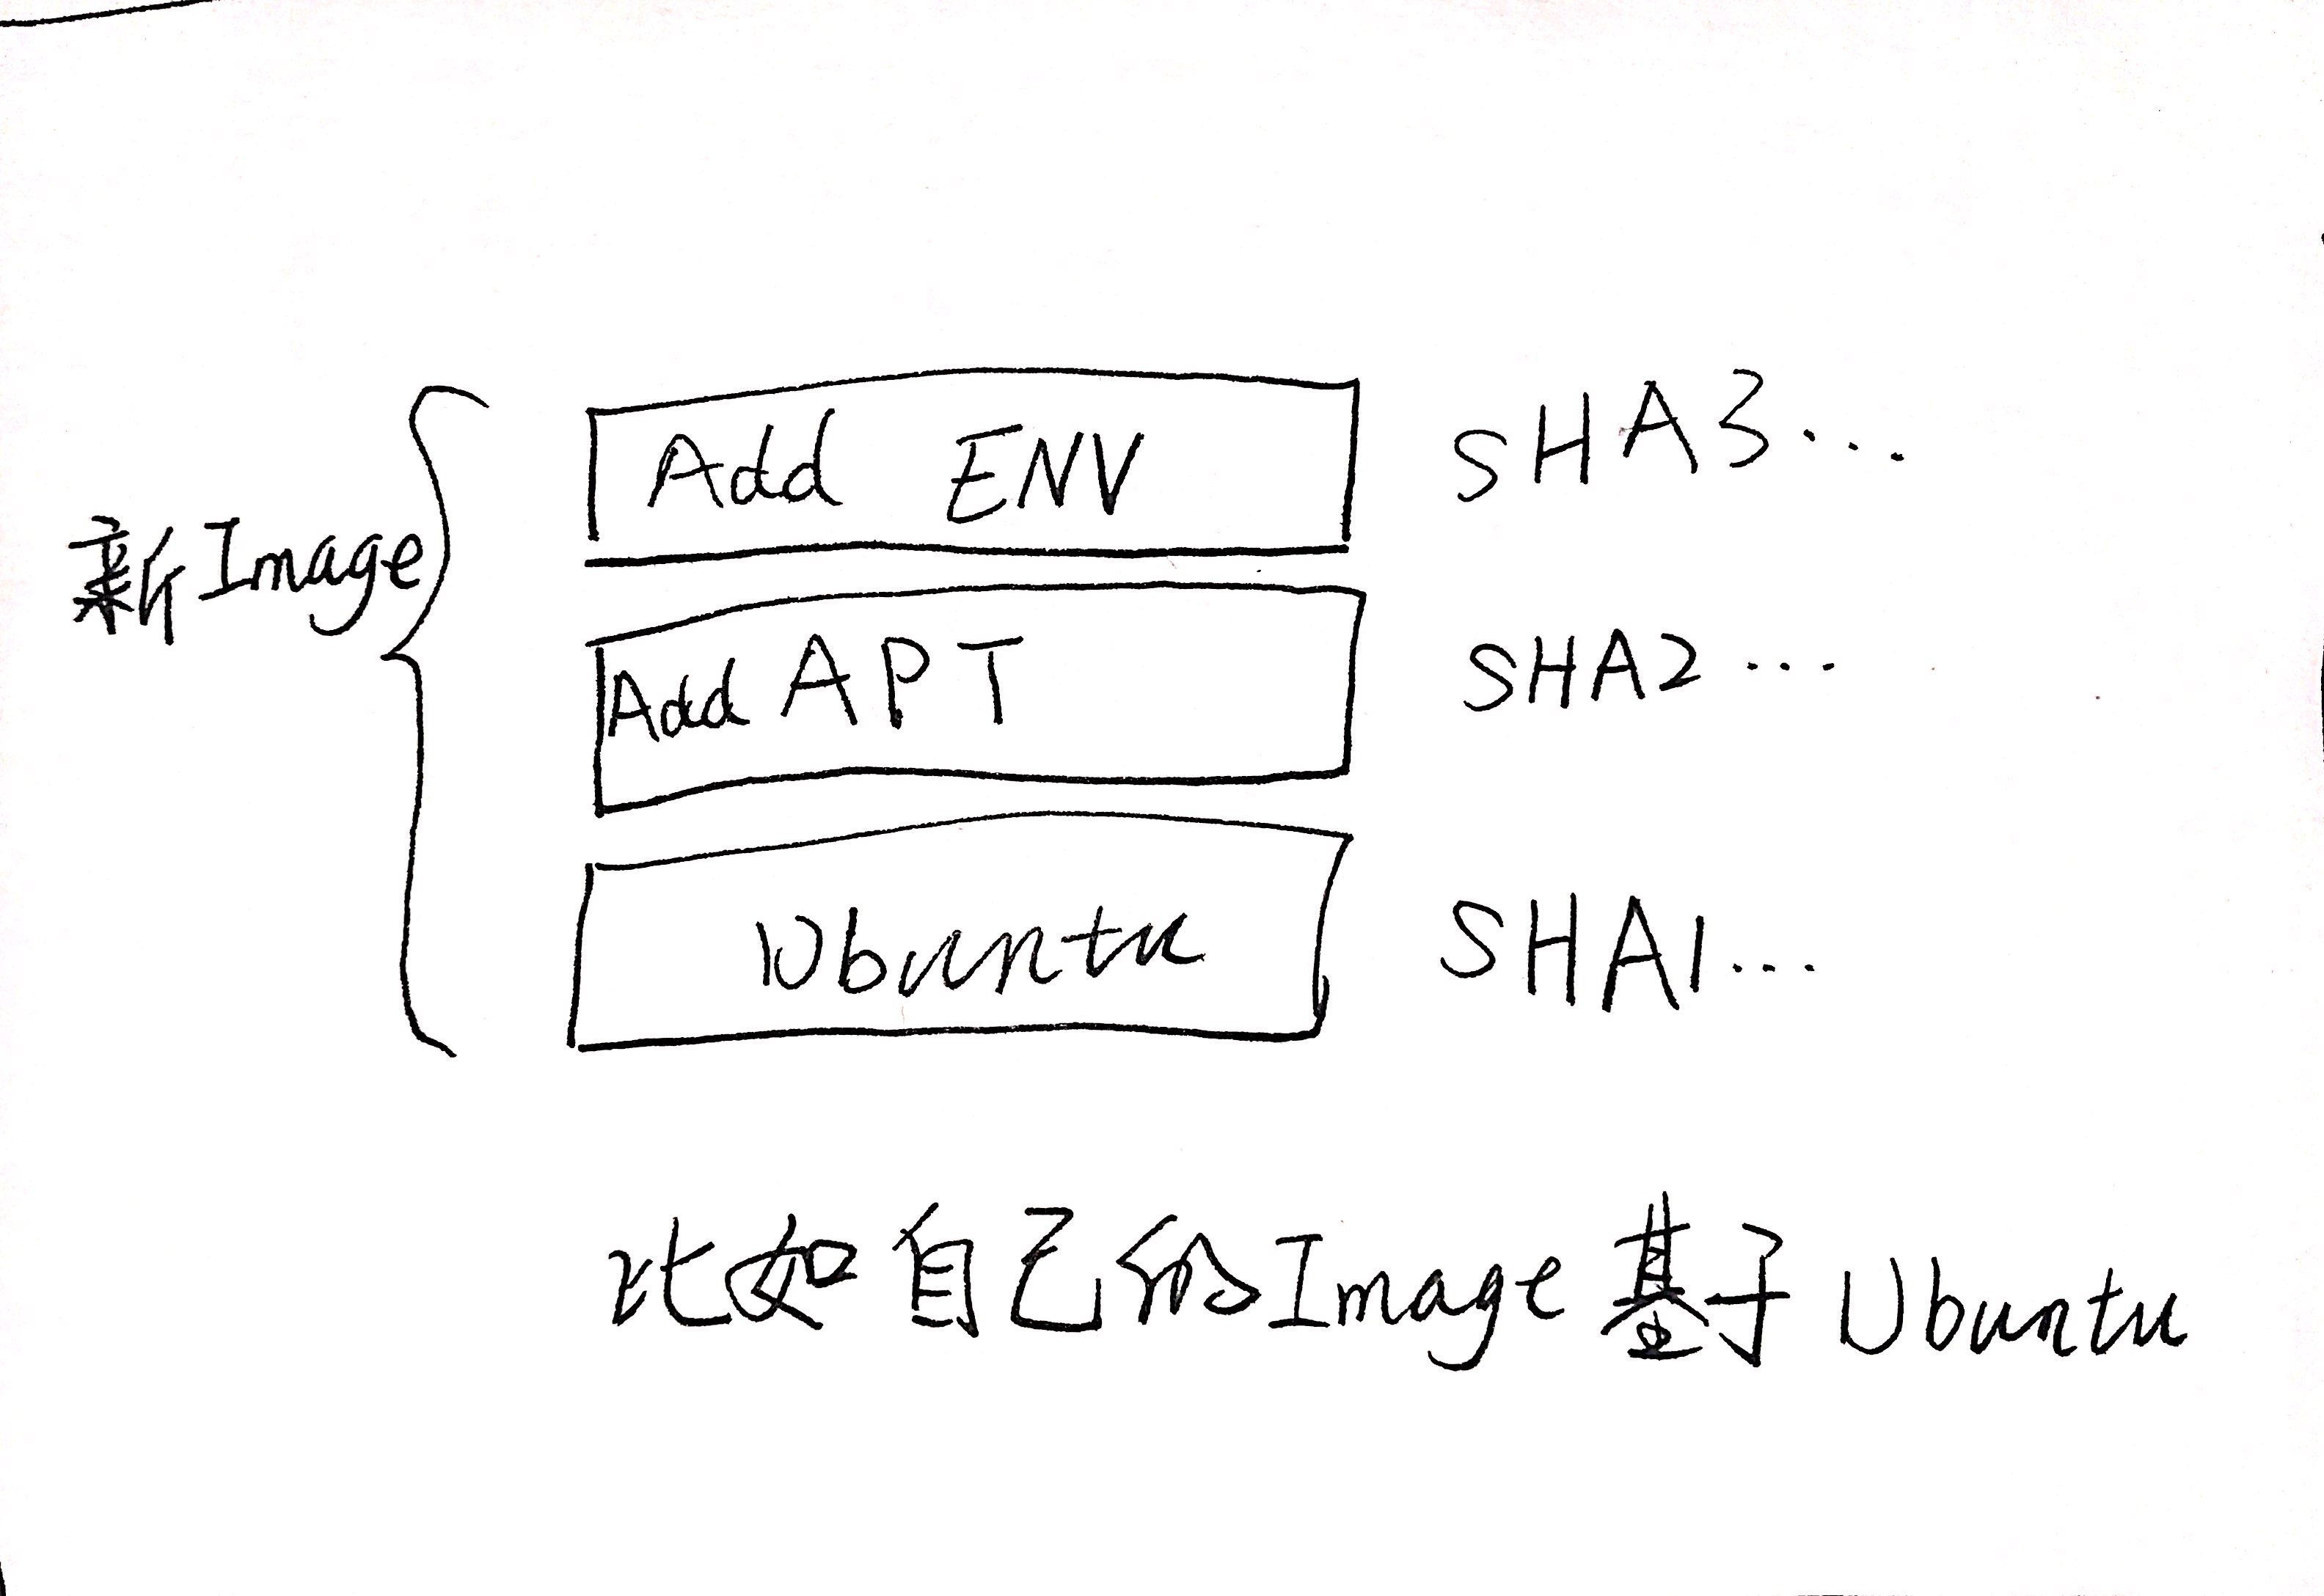 Add ENV
SHA3...
新Image
Add APT
SHA2...
Ubuntu
SHA1...
比如自己的Image基于Ubuntu